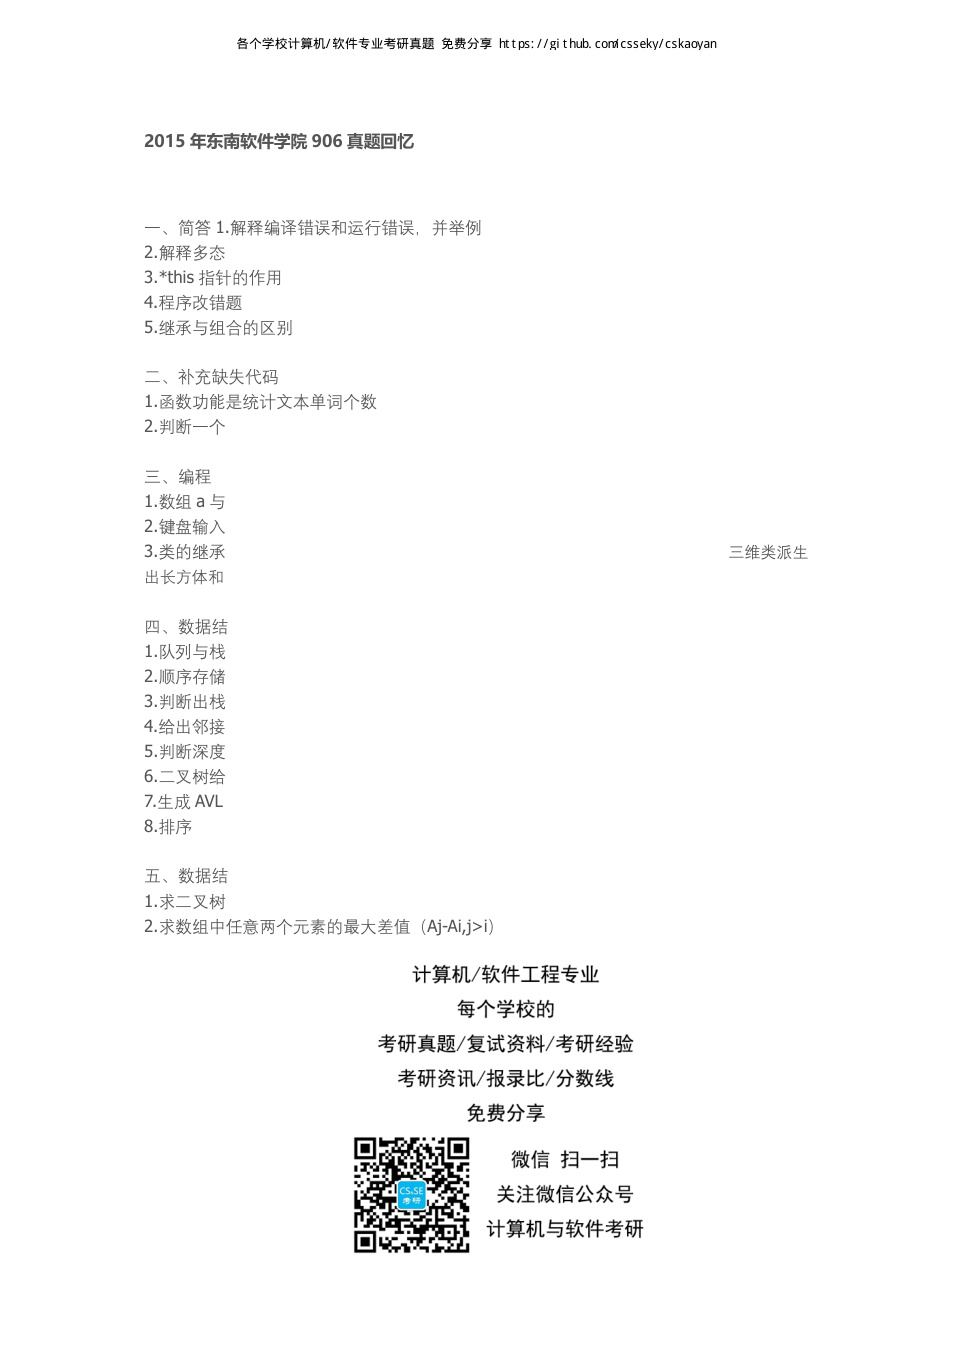 各个学校计算机/软件专业考研真题 免费分享 https://github.com/csseky/cskaoyan
2015 年东南软件学院 906 真题回忆
一、简答 1.解释编译错误和运行错误，并举例
2.解释多态
3.*this 指针的作用
4.程序改错题
5.继承与组合的区别
二、补充缺失代码
1.函数功能是统计文本单词个数
2.判断一个
三、编程
1.数组 a 与
2.键盘输入
3.类的继承 三维类派生
出长方体和
四、数据结
1.队列与栈
2.顺序存储
3.判断出栈
4.给出邻接
5.判断深度
6.二叉树给
7.生成 AVL
8.排序
五、数据结
1.求二叉树
2.求数组中任意两个元素的最大差值（Aj-Ai,j>i）
计算机/软件工程专业
每个学校的
考研真题/复试资料/考研经验
考研资讯/报录比/分数线
免费分享
CS.SE
考研
微信 扫一扫
关注微信公众号
计算机与软件考研